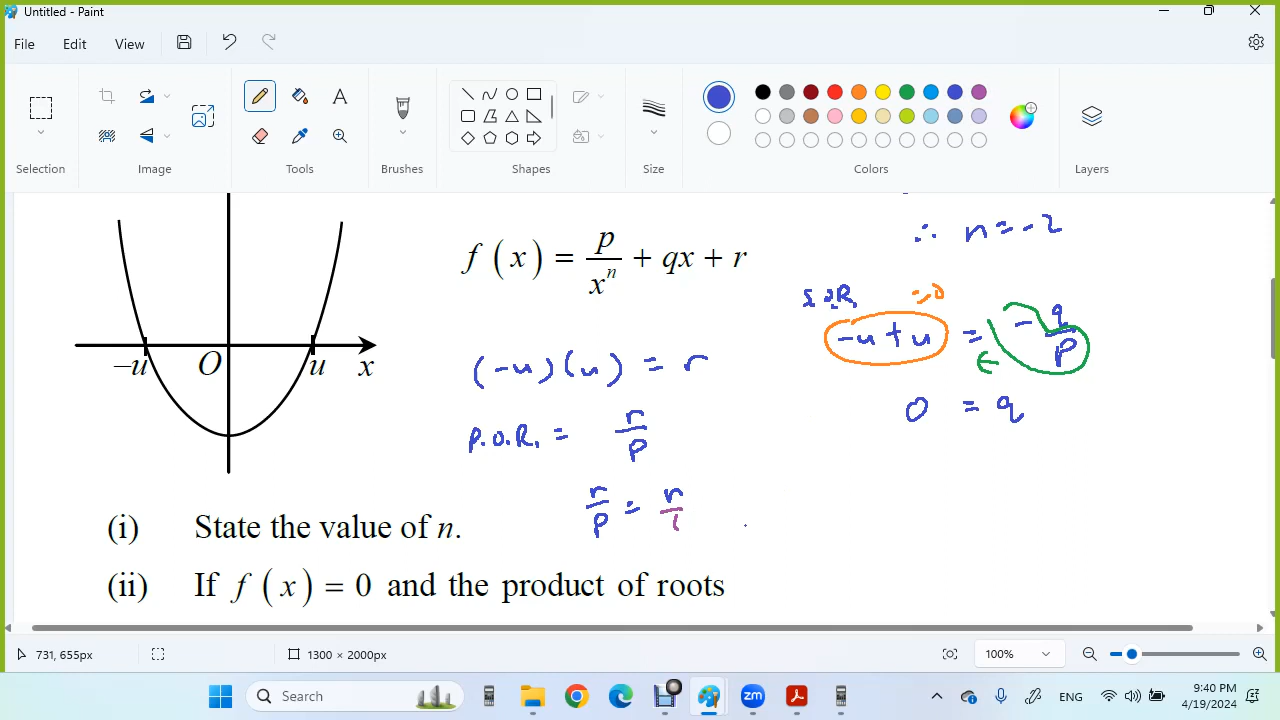 Untitled - Paint
File Edit View
Selection Image Tools Brushes Shapes Size Colors Layers
∴ n = -2
f(x) = p/x^n + qx + r
S.O.R, = 0
-u + u = -q/p
-u O u x
(-u)(u) = r
0 = q
P.O.R, = r/p
r/p = r/1
(i) State the value of n.
(ii) If f(x) = 0 and the product of roots
731, 655px 1300 × 2000px 100%
Search
zm
ENG
9:40 PM
4/19/2024